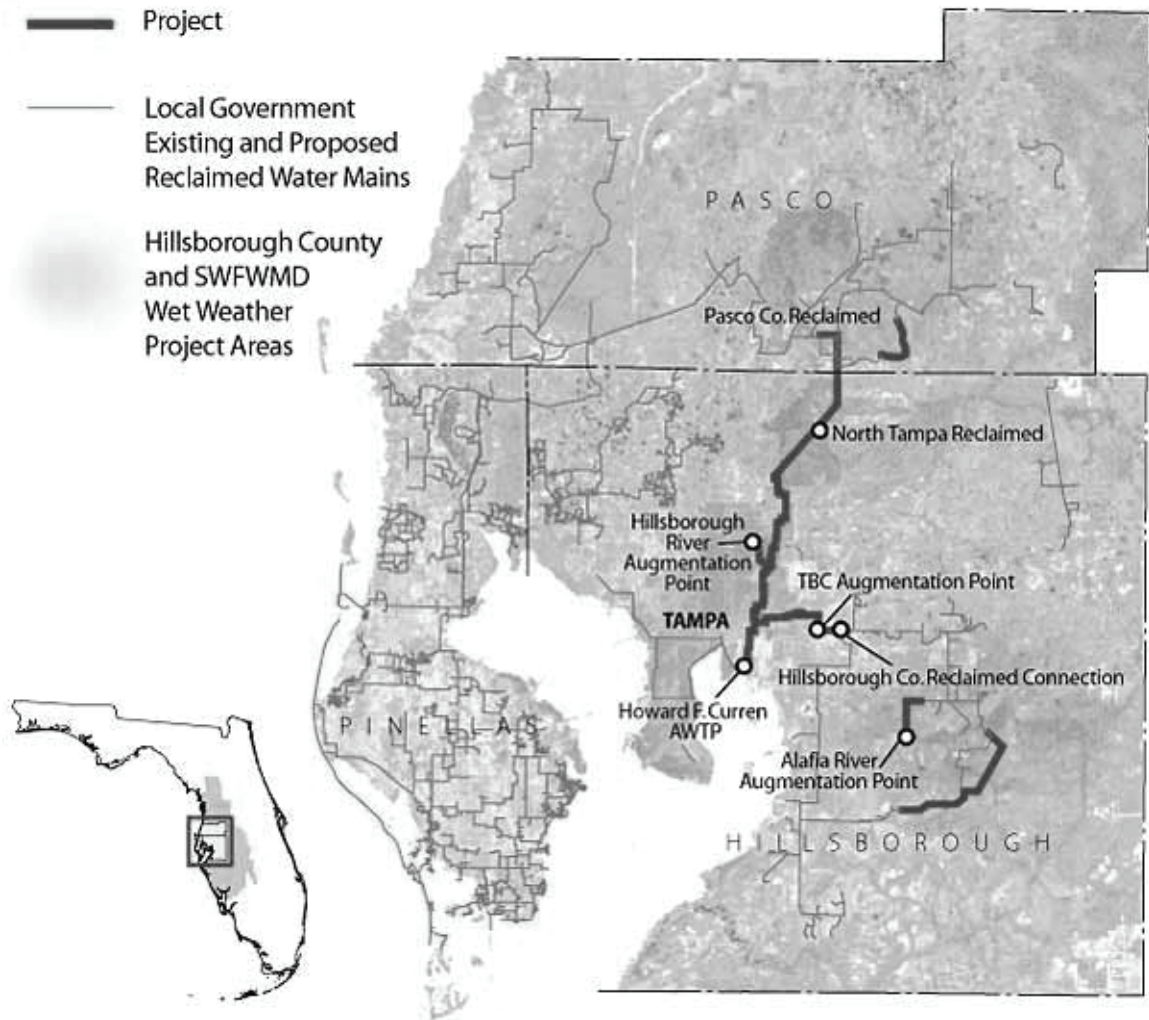 Project
Local Government
Existing and Proposed
Reclaimed Water Mains
Hillsborough County
and SWFWMD
Wet Weather
Project Areas
PASCO
Pasco Co. Reclaimed
North Tampa Reclaimed
Hillsborough
River
Augmentation
Point
TBC Augmentation Point
TAMPA
Hillsborough Co. Reclaimed Connection
Howard F. Curren
AWTP
PINELLAS
Alafia River
Augmentation Point
HILLSBOROUGH